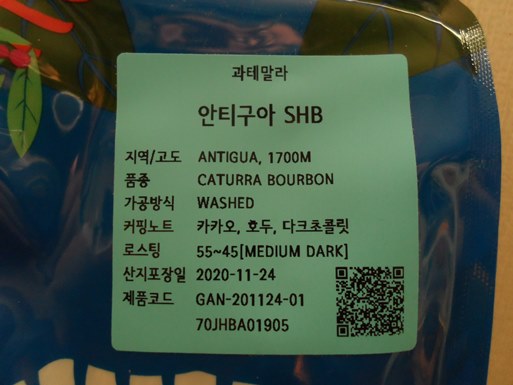 과테말라
안티구아 SHB
지역/고도 ANTIGUA, 1700M
품종 CATURRA BOURBON
가공방식 WASHED
커핑노트 카카오, 호두, 다크초콜릿
로스팅 55~45[MEDIUM DARK]
산지포장일 2020-11-24
제품코드 GAN-201124-01
70JHBA01905